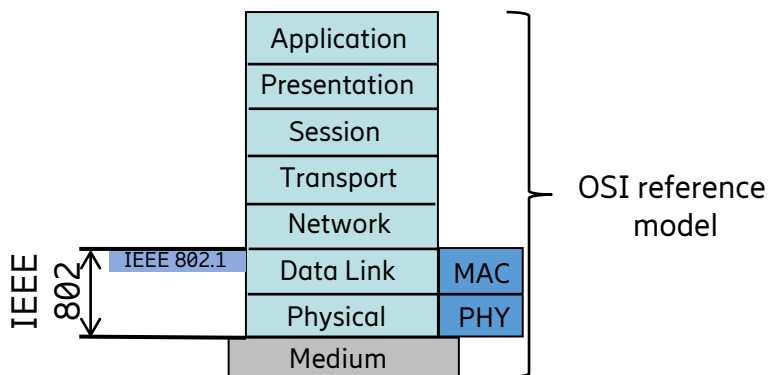 Application
Presentation
Session
Transport
Network
Data Link
Physical
Medium
IEEE 802.1
MAC
PHY
IEEE
802
OSI reference
model